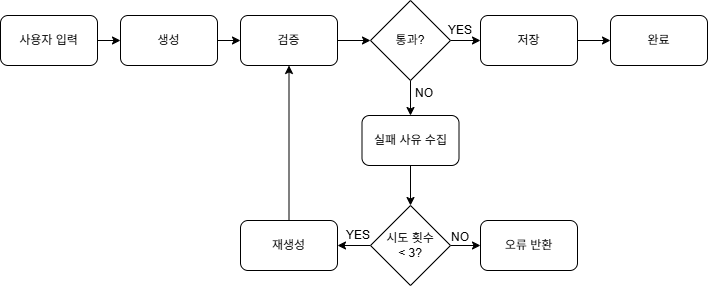 사용자 입력
생성
검증
통과?
YES
저장
완료
NO
실패 사유 수집
재생성
YES
시도 횟수
< 3?
NO
오류 반환